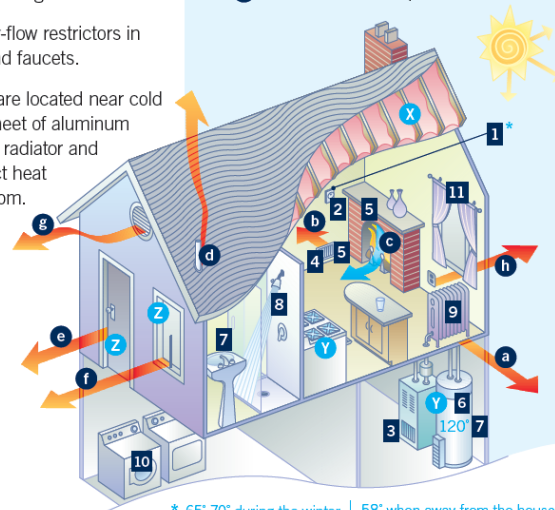 -flow restrictors in
d faucets.
are located near cold
eet of aluminum
radiator and
t heat
om.
X
1 *
2
5
11
g
b
c
d
4
5
h
Z
8
9
e
Z
7
Y
f
a
Y
6
3
120°
7
10
* 65°-70° during the winter | 58° when away from the house